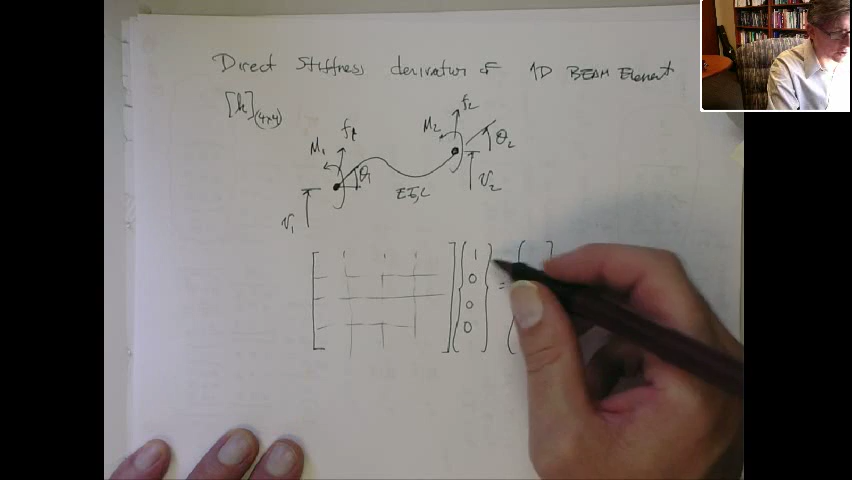 Direct Stiffness derivation of 1D BEAM Element
[k](4x4)
M1 f1 θ1 v1
EI, L
M2 f2 θ2 v2
1
0
=
0
0